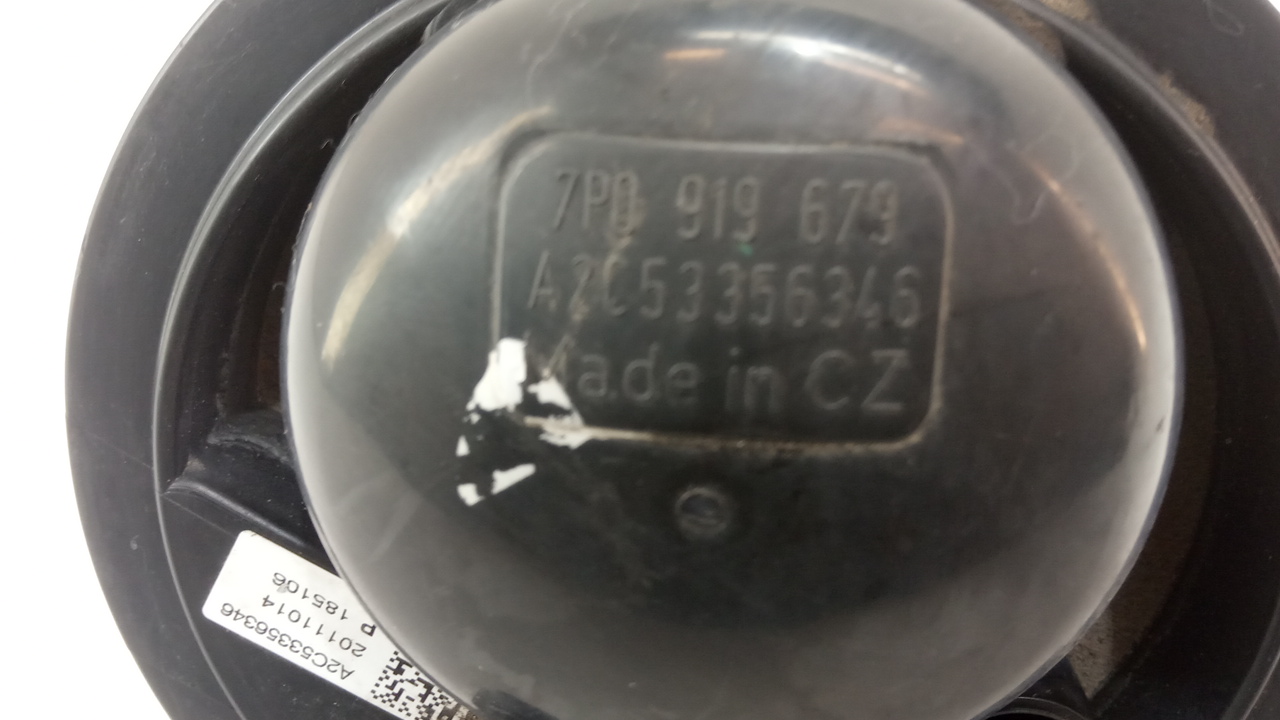 7P0 919 679
A2C53356346
Made in CZ
A2C53356346
20111014
P 185106